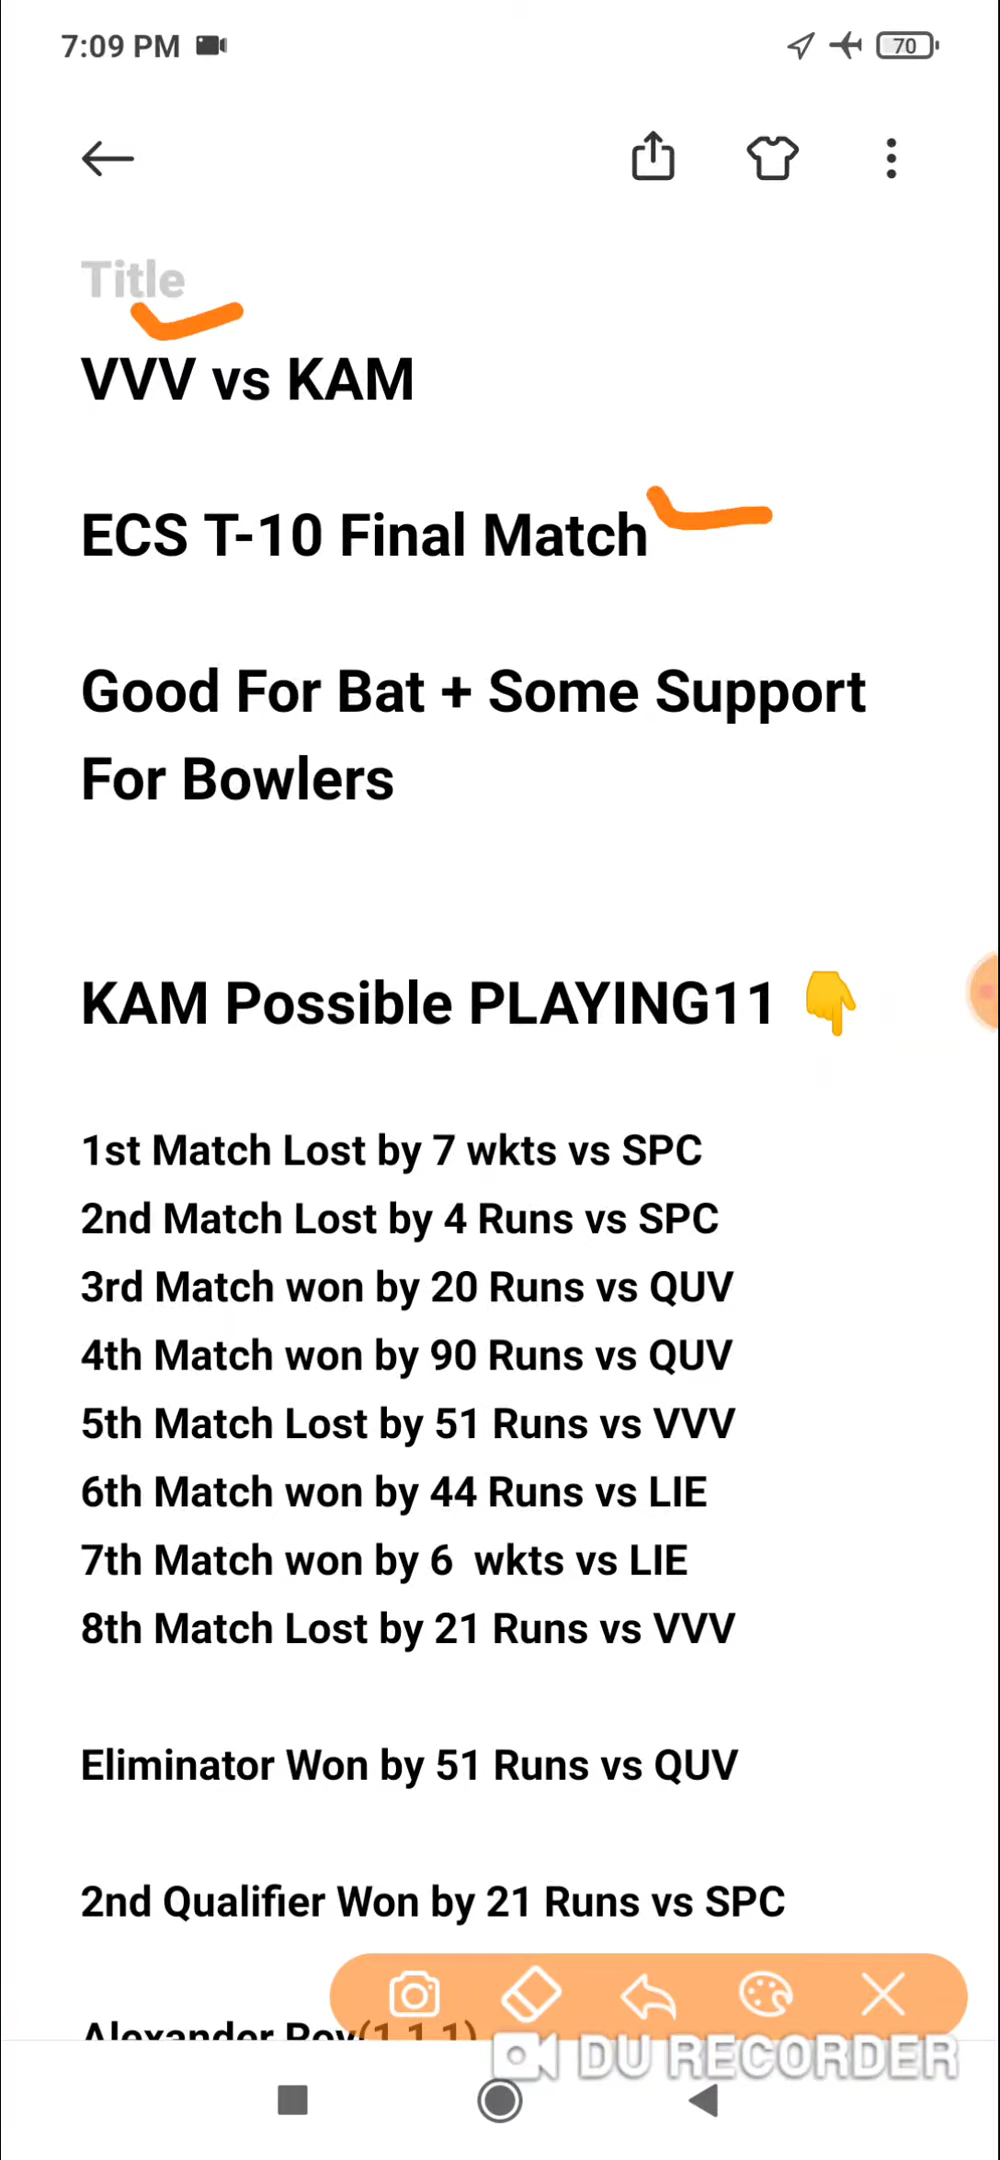 7:09 PM
70
Title
VVV vs KAM
ECS T-10 Final Match
Good For Bat + Some Support
For Bowlers
KAM Possible PLAYING11 👇
1st Match Lost by 7 wkts vs SPC
2nd Match Lost by 4 Runs vs SPC
3rd Match won by 20 Runs vs QUV
4th Match won by 90 Runs vs QUV
5th Match Lost by 51 Runs vs VVV
6th Match won by 44 Runs vs LIE
7th Match won by 6  wkts vs LIE
8th Match Lost by 21 Runs vs VVV
Eliminator Won by 51 Runs vs QUV
2nd Qualifier Won by 21 Runs vs SPC
Alexander Roy(1,1,1)
DU RECORDER